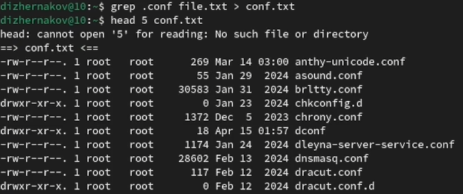 dizhernakov@10:~$ grep .conf file.txt > conf.txt
dizhernakov@10:~$ head 5 conf.txt
head: cannot open '5' for reading: No such file or directory
==> conf.txt <==
-rw-r--r--. 1 root   root     269 Mar 14 03:00 anthy-unicode.conf
-rw-r--r--. 1 root   root      55 Jan 29  2024 asound.conf
-rw-r--r--. 1 root   root   30583 Jan 31  2024 brltty.conf
drwxr-xr-x. 1 root   root       0 Jan 23  2024 chkconfig.d
-rw-r--r--. 1 root   root    1372 Dec  5  2023 chrony.conf
drwxr-xr-x. 1 root   root      18 Apr 15 01:57 dconf
-rw-r--r--. 1 root   root    1174 Jan 24  2024 dleyna-server-service.conf
-rw-r--r--. 1 root   root   28602 Feb 13  2024 dnsmasq.conf
-rw-r--r--. 1 root   root     117 Feb 12  2024 dracut.conf
drwxr-xr-x. 1 root   root       0 Feb 12  2024 dracut.conf.d